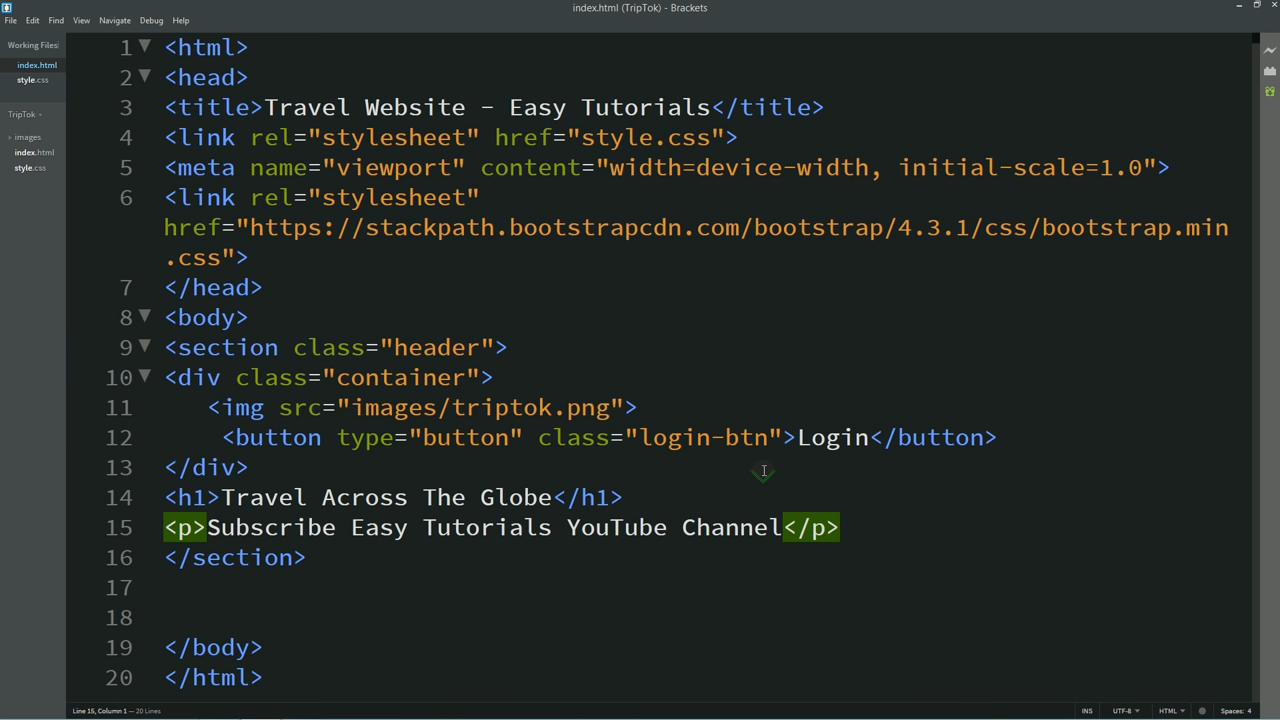 index.html (TripTok) - Brackets
File Edit Find View Navigate Debug Help
Working Files
index.html
style.css
TripTok
images
index.html
style.css
1 <html>
2 <head>
3 <title>Travel Website - Easy Tutorials</title>
4 <link rel="stylesheet" href="style.css">
5 <meta name="viewport" content="width=device-width, initial-scale=1.0">
6 <link rel="stylesheet"
href="https://stackpath.bootstrapcdn.com/bootstrap/4.3.1/css/bootstrap.min
.css">
7 </head>
8 <body>
9 <section class="header">
10 <div class="container">
11 <img src="images/triptok.png">
12 <button type="button" class="login-btn">Login</button>
13 </div>
14 <h1>Travel Across The Globe</h1>
15 <p>Subscribe Easy Tutorials YouTube Channel</p>
16 </section>
17
18
19 </body>
20 </html>
Line 15, Column 1 — 20 Lines
INS UTF-8 HTML Spaces: 4